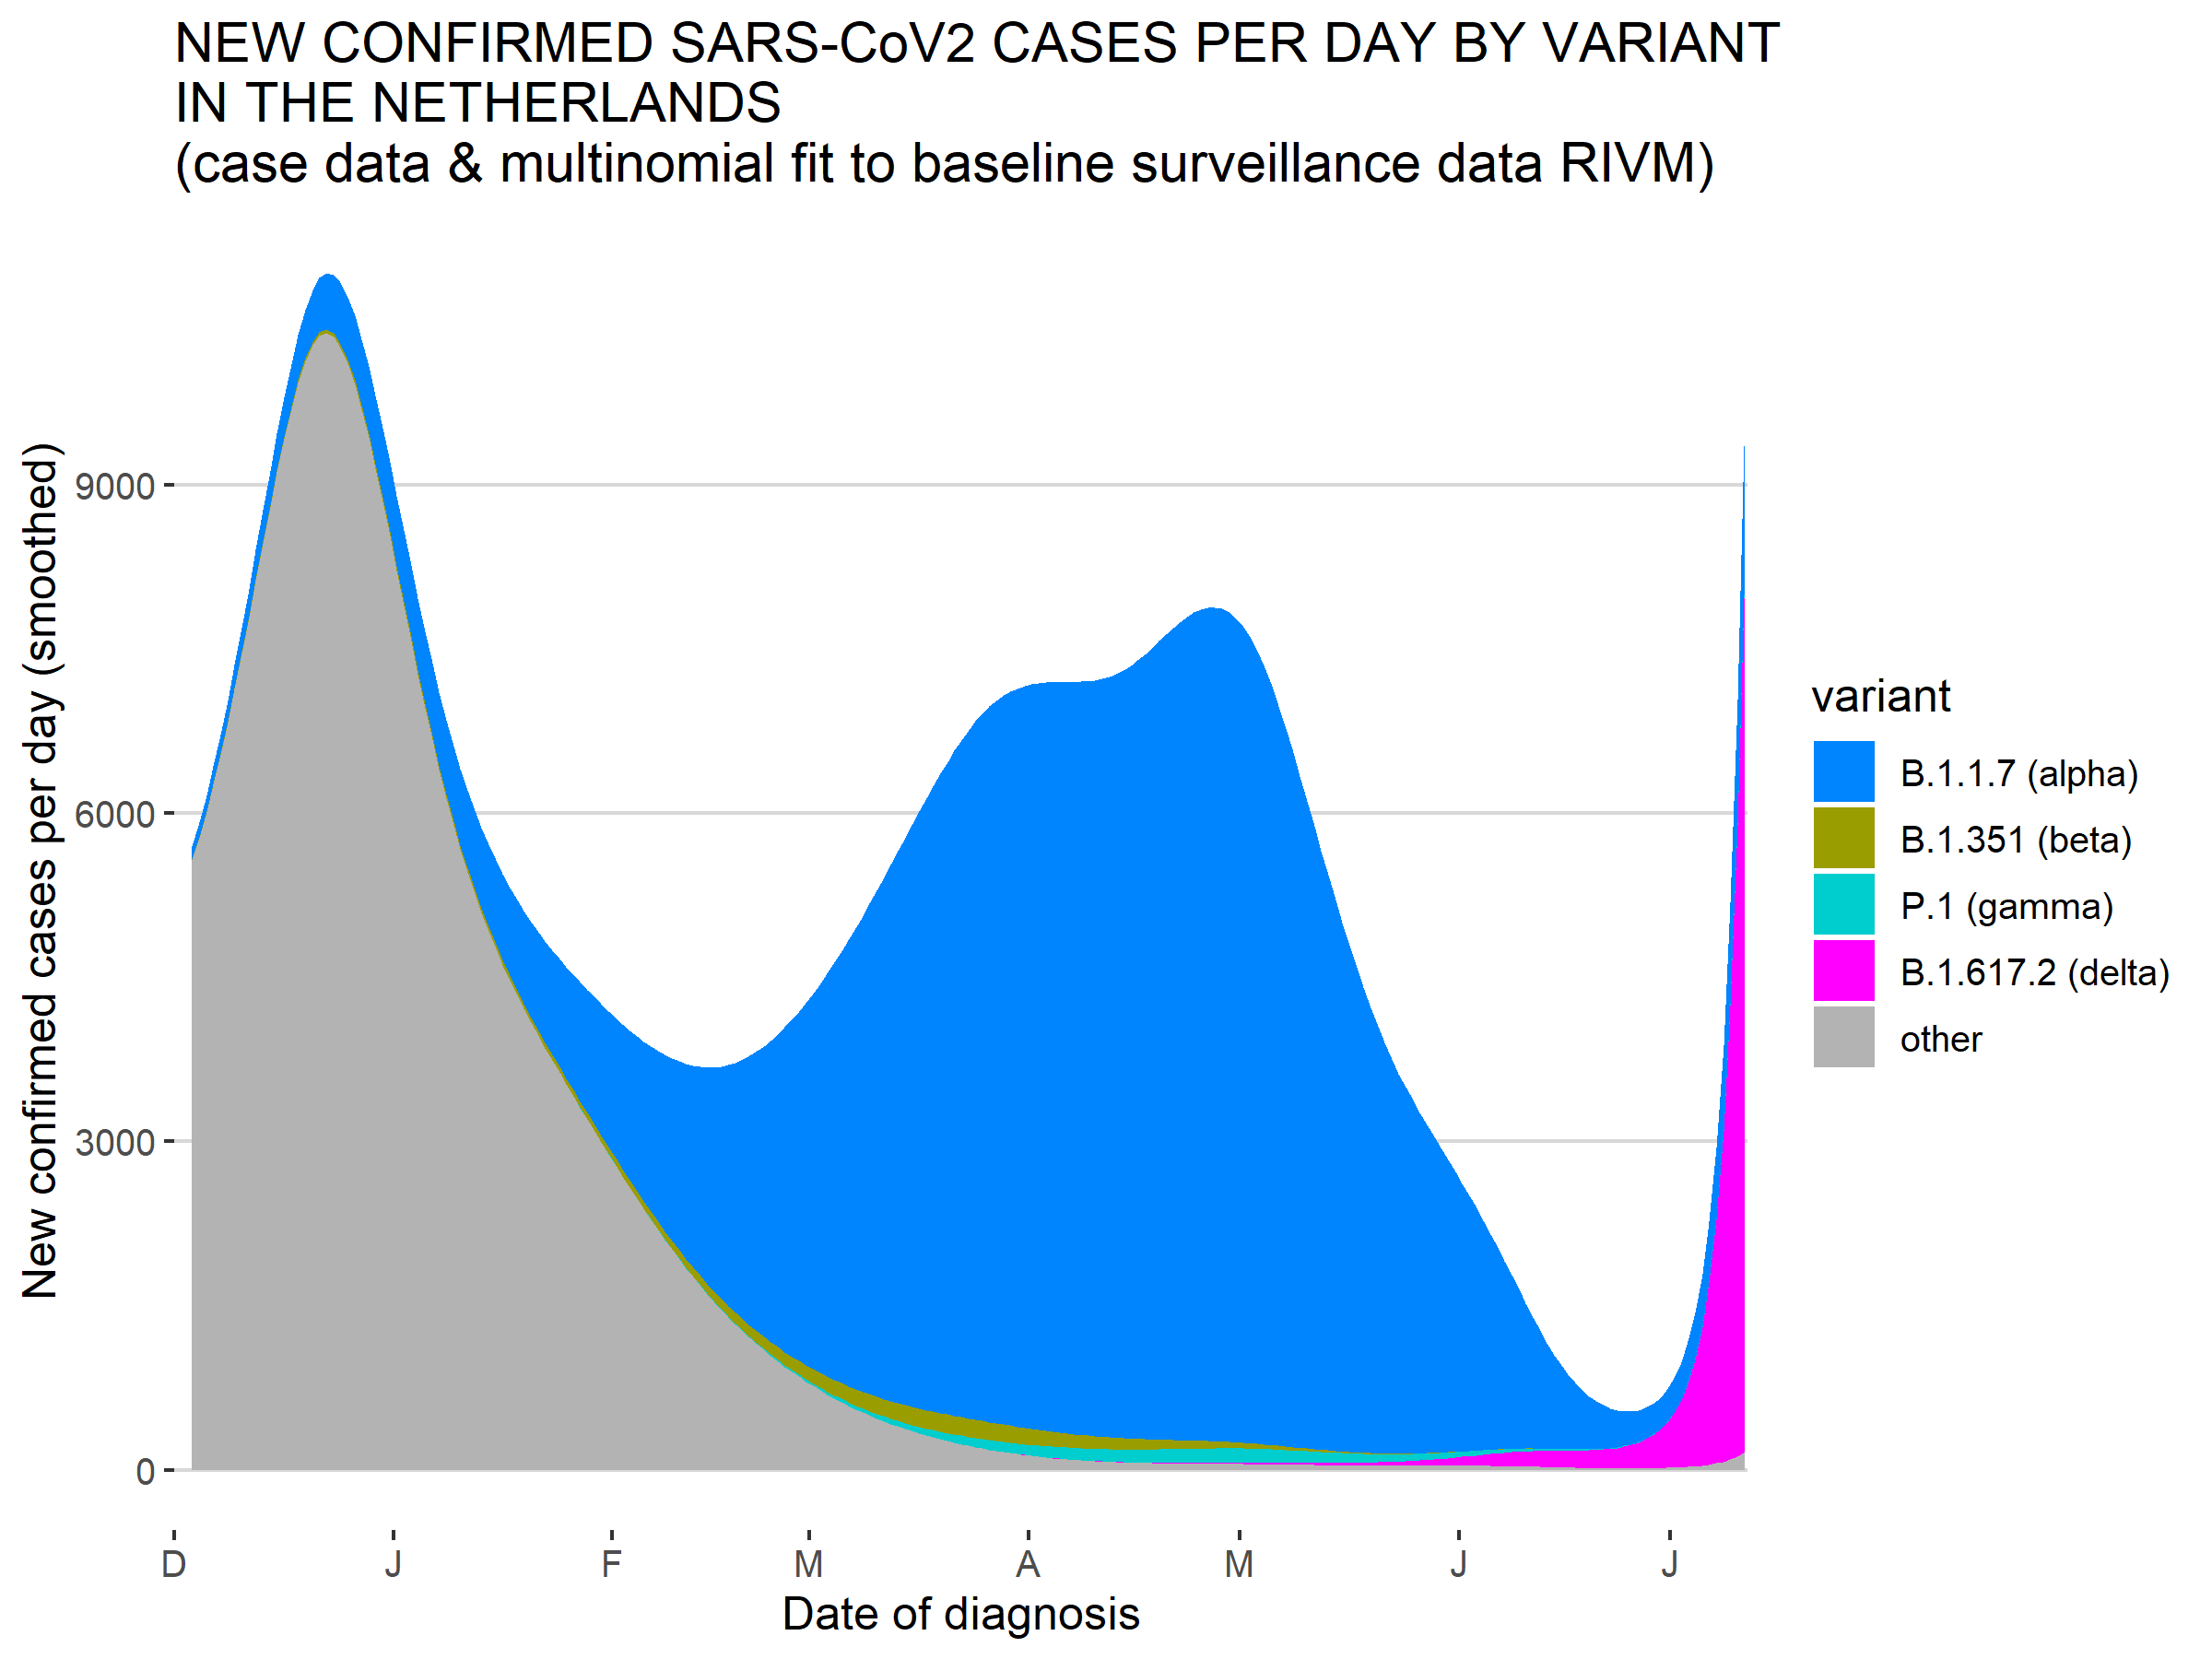 NEW CONFIRMED SARS-CoV2 CASES PER DAY BY VARIANT
IN THE NETHERLANDS
(case data & multinomial fit to baseline surveillance data RIVM)
New confirmed cases per day (smoothed)
9000
6000
3000
0
D J F M A M J J
Date of diagnosis
variant
B.1.1.7 (alpha)
B.1.351 (beta)
P.1 (gamma)
B.1.617.2 (delta)
other